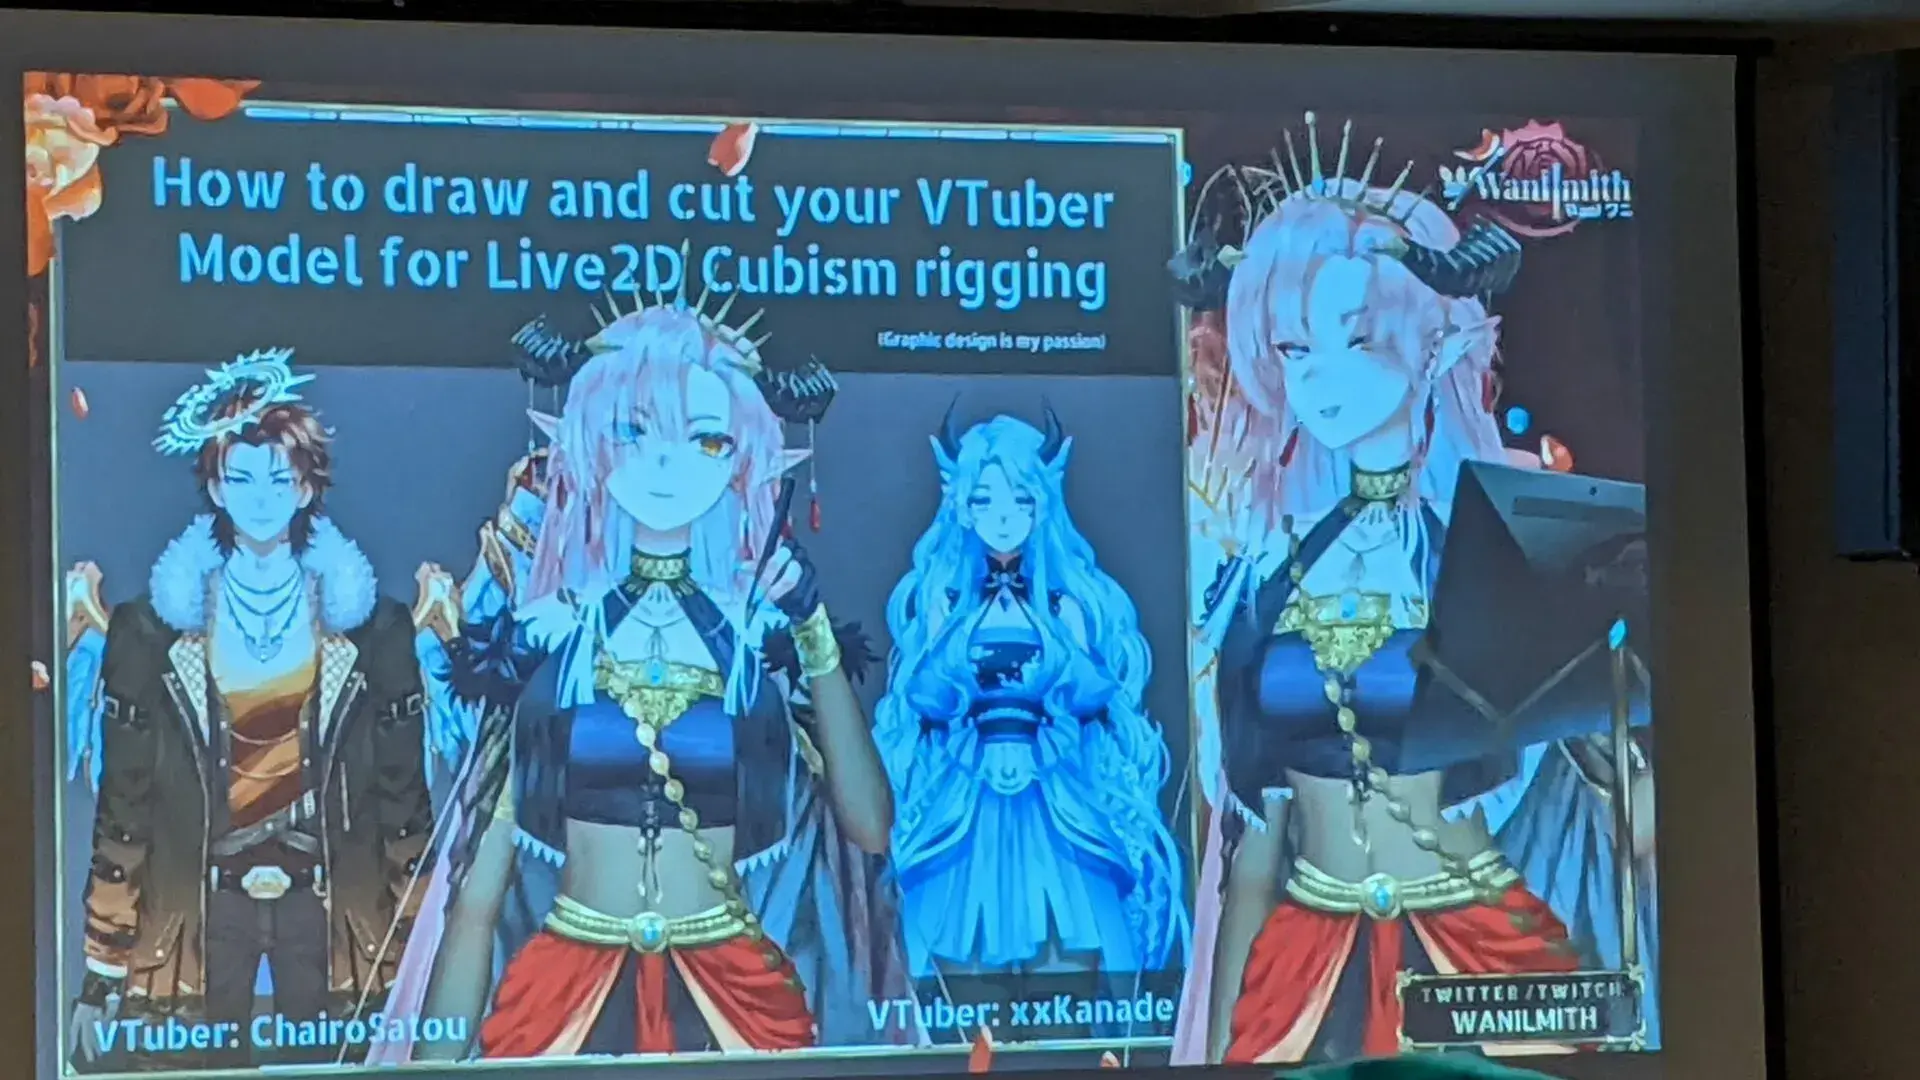 How to draw and cut your VTuber
Model for Live2D Cubism rigging
(Graphic design is my passion)
Wanilmith
VTuber: ChairoSatou
VTuber: xxKanade
TWITTER/TWITCH
WANILMITH